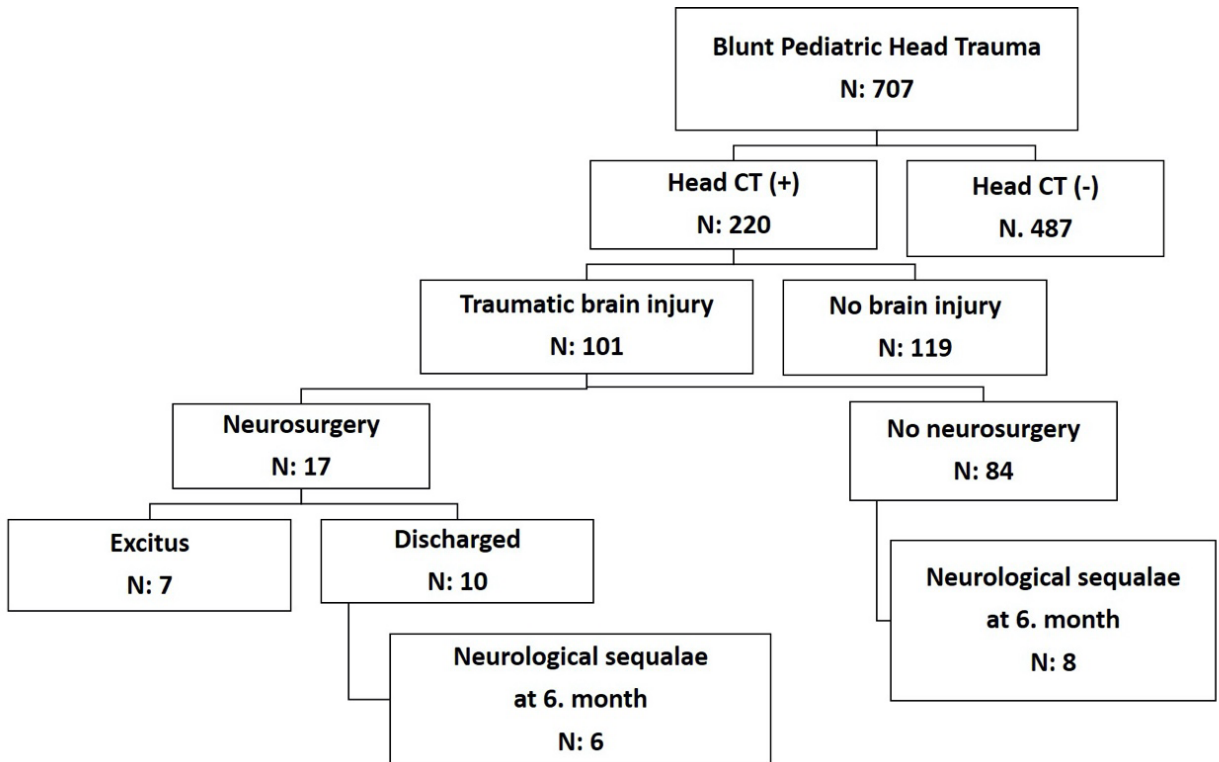 Blunt Pediatric Head Trauma
N: 707
Head CT (+)
N: 220
Head CT (-)
N. 487
Traumatic brain injury
N: 101
No brain injury
N: 119
Neurosurgery
N: 17
No neurosurgery
N: 84
Excitus
N: 7
Discharged
N: 10
Neurological sequalae
at 6. month
N: 8
Neurological sequalae
at 6. month
N: 6